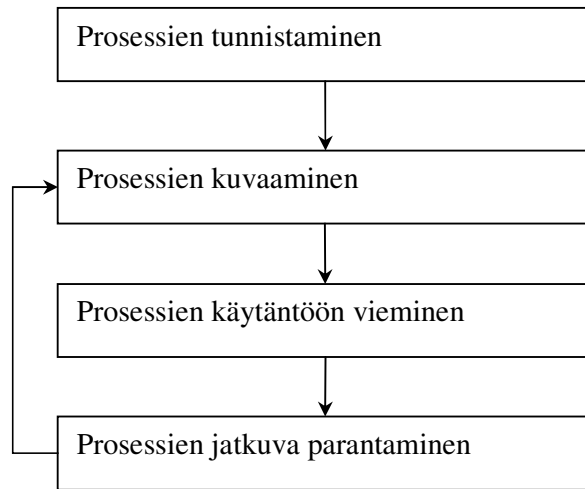 Prosessien tunnistaminen
Prosessien kuvaaminen
Prosessien käytäntöön vieminen
Prosessien jatkuva parantaminen